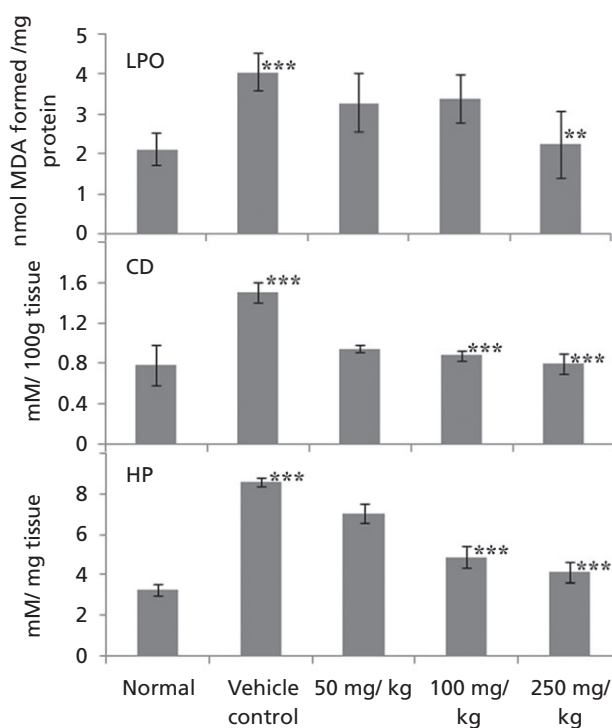 nmol MDA formed /mg
protein
5
4
3
2
1
0
LPO
***
**
mM/ 100g tissue
1.6
1.2
0.8
0.4
0
CD
***
***
***
mM/ mg tissue
8
6
4
2
0
HP
***
***
***
Normal
Vehicle
control
50 mg/ kg
100 mg/
kg
250 mg/
kg